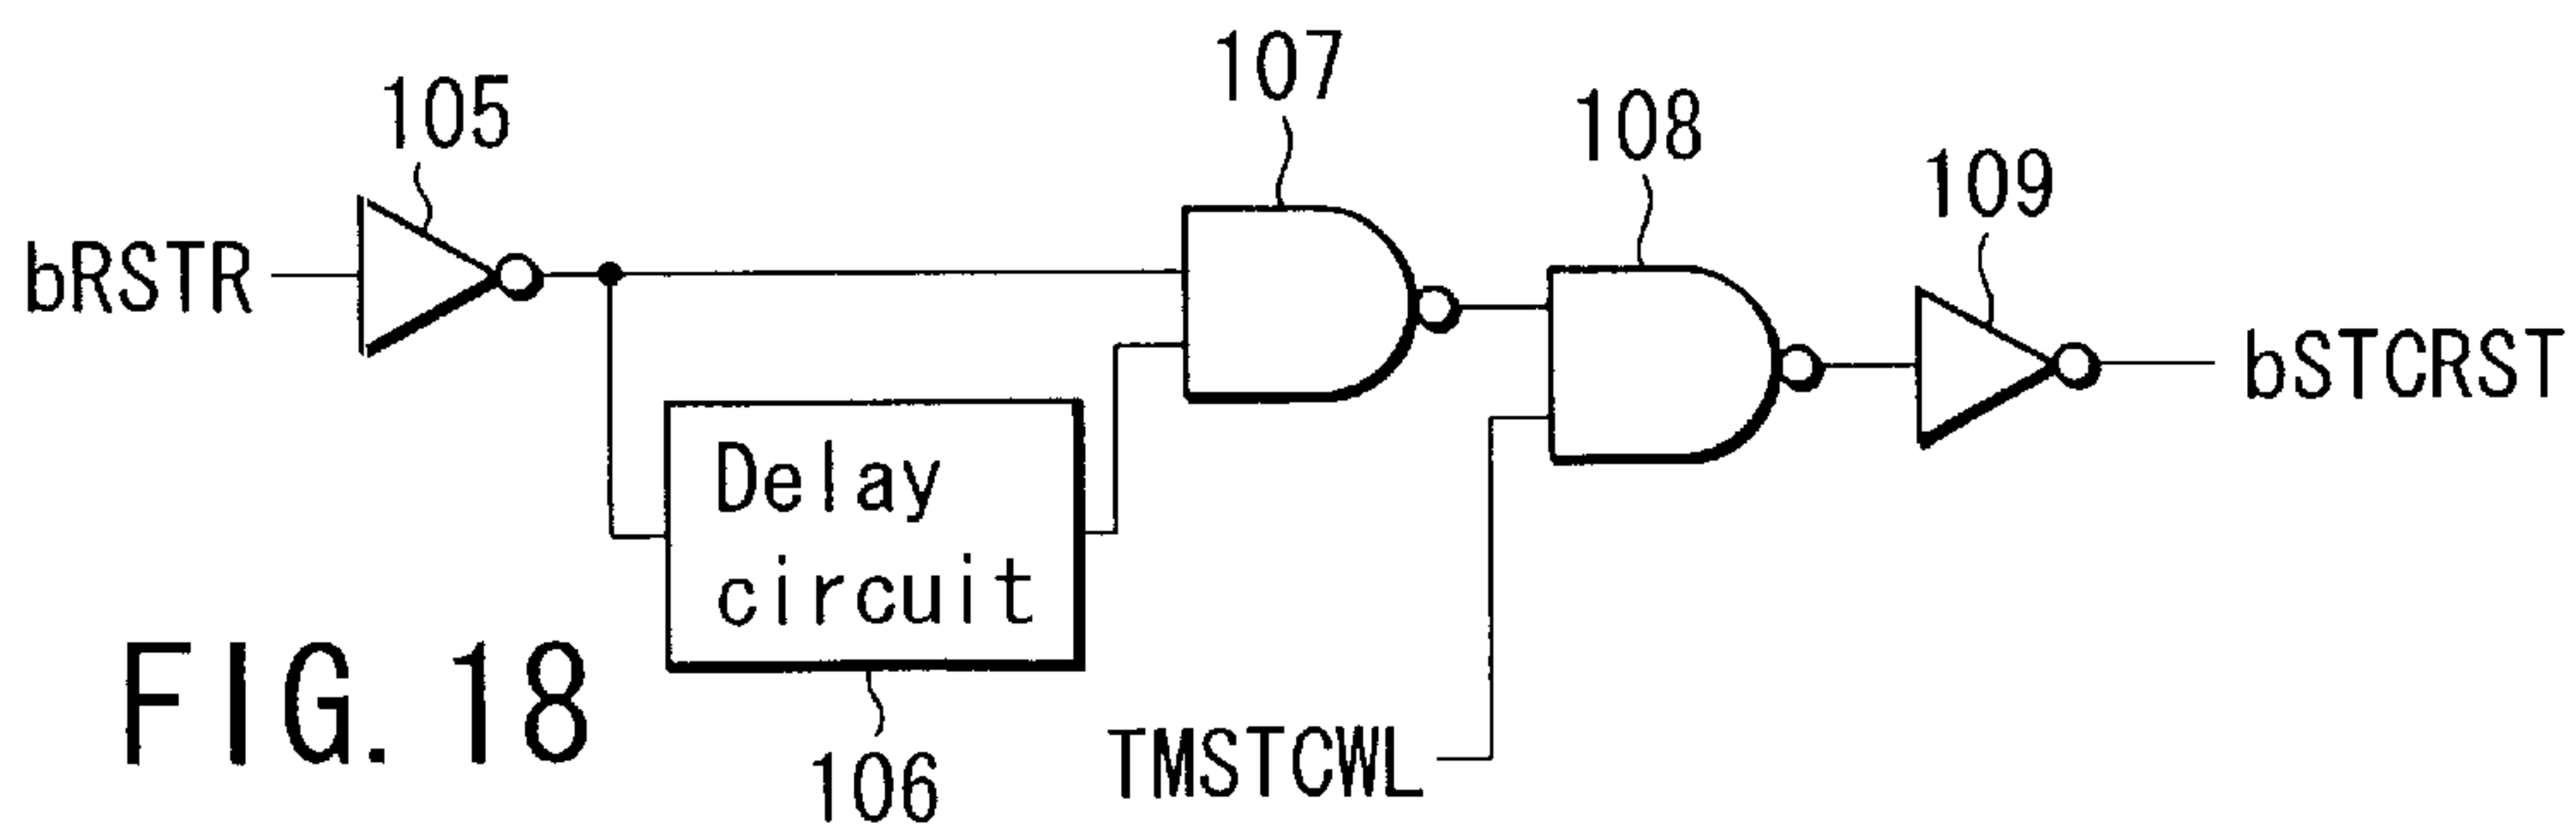 107
105
108
109
bRSTR
bSTCRST
Delay
circuit
FIG. 18
TMSTCWL
106